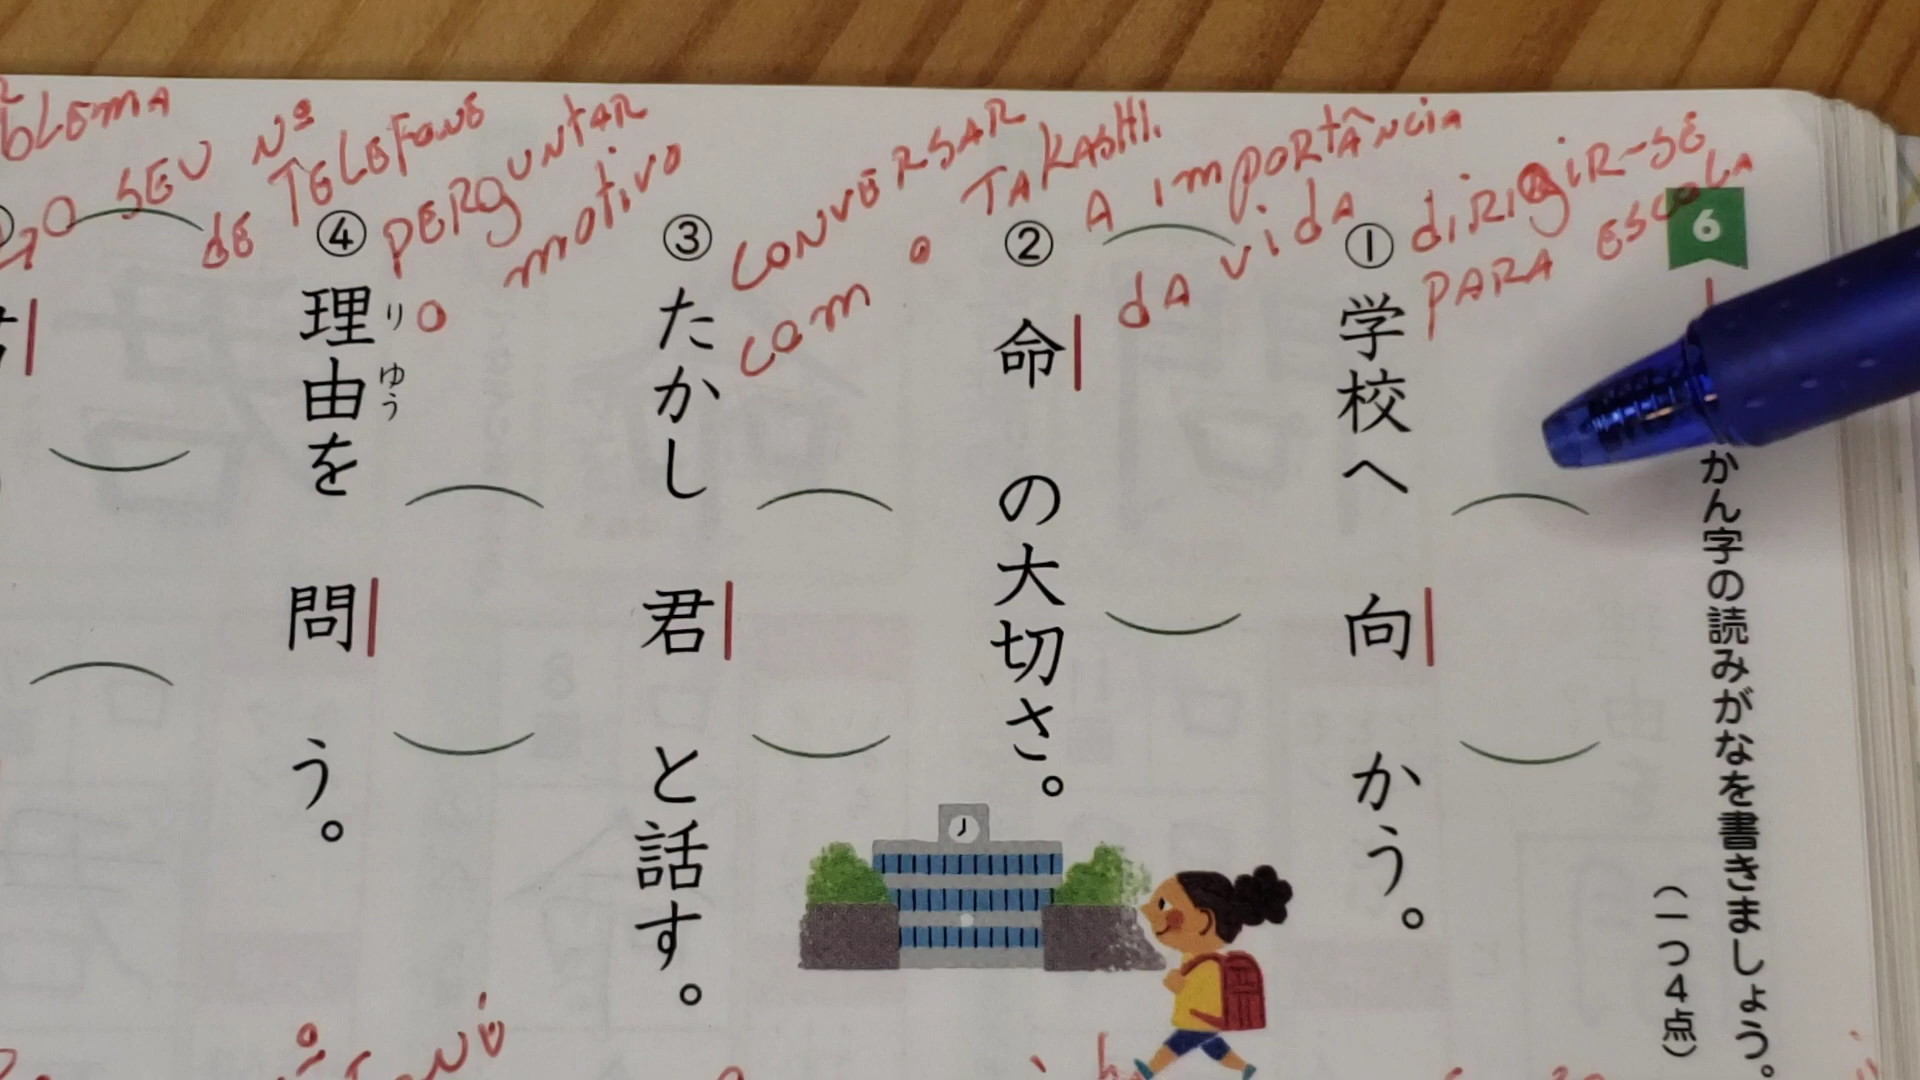 6
かん字の読みがなを書きましょう。
(一つ4点)
① 学校へ向かう。
DIRIGIR-SE
PARA ESCOLA
② 命の大切さ。
A IMPORTÂNCIA
DA VIDA
③ たかし君と話す。
CONVERSAR
COM O TAKASHI.
④ 理由を問う。
りゆう
PERGUNTAR
O MOTIVO
SEU Nº
DE TELEFONE